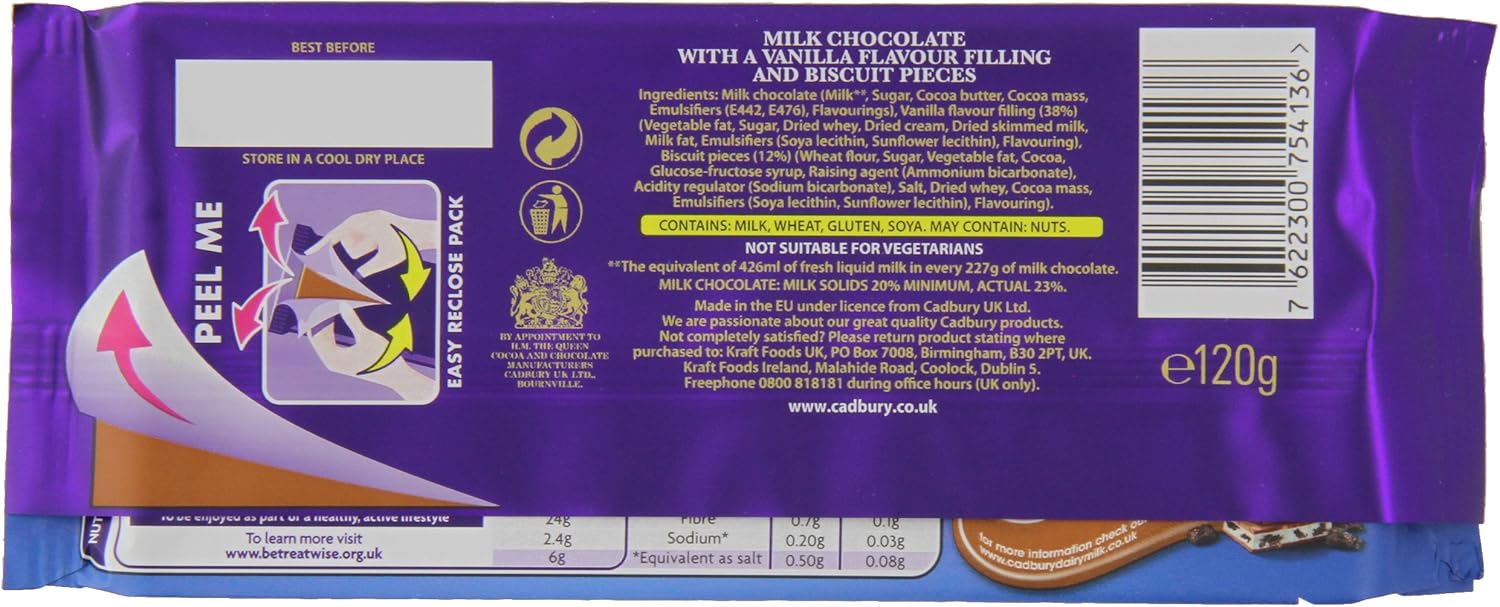 BEST BEFORE
STORE IN A COOL DRY PLACE
PEEL ME
EASY RECLOSE PACK
BY APPOINTMENT TO
H.M. THE QUEEN
COCOA AND CHOCOLATE
MANUFACTURERS
CADBURY UK LTD.,
BOURNVILLE.
MILK CHOCOLATE
WITH A VANILLA FLAVOUR FILLING
AND BISCUIT PIECES
Ingredients: Milk chocolate (Milk**, Sugar, Cocoa butter, Cocoa mass,
Emulsifiers (E442, E476), Flavourings), Vanilla flavour filling (38%)
(Vegetable fat, Sugar, Dried whey, Dried cream, Dried skimmed milk,
Milk fat, Emulsifiers (Soya lecithin, Sunflower lecithin), Flavouring),
Biscuit pieces (12%) (Wheat flour, Sugar, Vegetable fat, Cocoa,
Glucose-fructose syrup, Raising agent (Ammonium bicarbonate),
Acidity regulator (Sodium bicarbonate), Salt, Dried whey, Cocoa mass,
Emulsifiers (Soya lecithin, Sunflower lecithin), Flavouring).
CONTAINS: MILK, WHEAT, GLUTEN, SOYA. MAY CONTAIN: NUTS.
NOT SUITABLE FOR VEGETARIANS
**The equivalent of 426ml of fresh liquid milk in every 227g of milk chocolate.
MILK CHOCOLATE: MILK SOLIDS 20% MINIMUM, ACTUAL 23%.
Made in the EU under licence from Cadbury UK Ltd.
We are passionate about our great quality Cadbury products.
Not completely satisfied? Please return product stating where
purchased to: Kraft Foods UK, PO Box 7008, Birmingham, B30 2PT, UK.
Kraft Foods Ireland, Malahide Road, Coolock, Dublin 5.
Freephone 0800 818181 during office hours (UK only).
www.cadbury.co.uk
7 622300 754136 >
e120g
NUT
To be enjoyed as part of a healthy, active lifestyle
To learn more visit
www.betreatwise.org.uk
24g
2.4g
6g
Fibre 0.7g 0.1g
Sodium* 0.20g 0.03g
*Equivalent as salt 0.50g 0.08g
for more information check ou
www.cadburydairymilk.co.uk